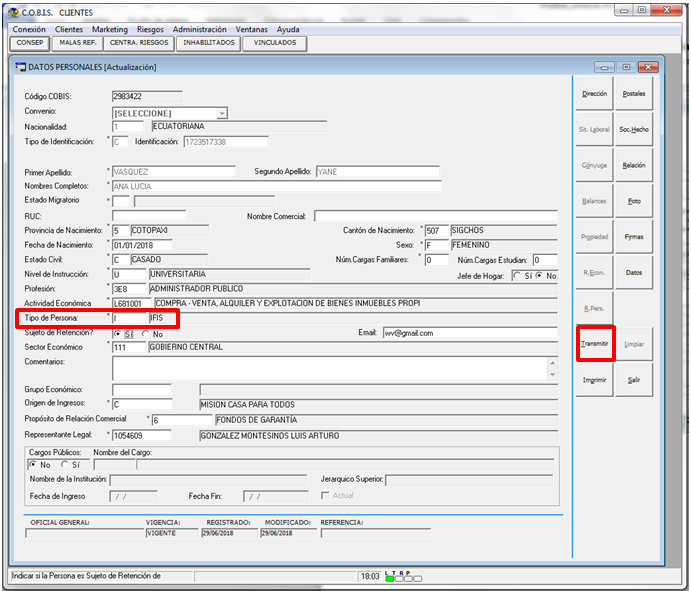 C.O.B.I.S. CLIENTES
Conexión Clientes Marketing Riesgos Administración Ventanas Ayuda
CONSEP MALAS REF. CENTRA. RIESGOS INHABILITADOS VINCULADOS
DATOS PERSONALES [Actualización]
Código COBIS: 2983422
Convenio: [SELECCIONE]
Nacionalidad: 1 ECUATORIANA
Tipo de Identificación: * C Identificación: * 1723517338
Primer Apellido: * VASQUEZ Segundo Apellido: YANE
Nombres Completos: * ANA LUCIA
Estado Migratorio *
RUC: Nombre Comercial:
Provincia de Nacimiento: * 5 COTOPAXI Cantón de Nacimiento: * 507 SIGCHOS
Fecha de Nacimiento: * 01/01/2018 Sexo: * F FEMENINO
Estado Civil: * C CASADO Núm.Cargas Familiares: * 0 Núm.Cargas Estudian: 0
Nivel de Instrucción: * U UNIVERSITARIA Jefe de Hogar: Sí No
Profesión: * 3E8 ADMINISTRADOR PUBLICO
Actividad Económica * L681001 COMPRA - VENTA, ALQUILER Y EXPLOTACION DE BIENES INMUEBLES PROPI
Tipo de Persona: * I IFIS
Sujeto de Retención? * Sí No Email: wv@gmail.com
Sector Económico * 111 GOBIERNO CENTRAL
Comentarios:
Grupo Económico:
Origen de Ingresos: * C MISION CASA PARA TODOS
Propósito de Relación Comercial * 6 FONDOS DE GARANTÍA
Representante Legal: * 1054609 GONZALEZ MONTESINOS LUIS ARTURO
Cargos Públicos: Nombre del Cargo:
No Sí
Nombre de la Institución: Jerarquico Superior:
Fecha de Ingreso / / Fecha Fin: / / Actual
OFICIAL GENERAL: VIGENCIA: REGISTRADO: MODIFICADO: REFERENCIA:
VIGENTE 29/06/2018 29/06/2018
Dirección Postales
Sit. Laboral Soc.Hecho
Cónyuge Relación
Balances Foto
Propiedad Firmas
R.Econ. Datos
R.Pers.
Transmitir Limpiar
Imprimir Salir
Indicar si la Persona es Sujeto de Retención de 18:03 L T R P